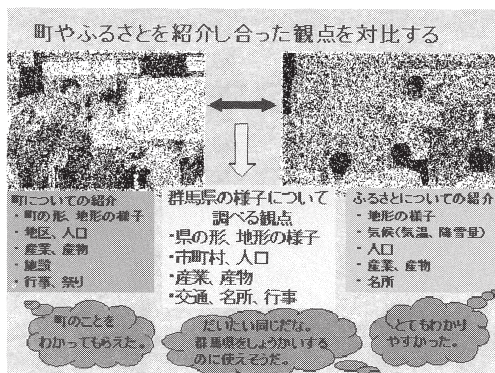 町やふるさとを紹介し合った観点を対比する
町についての紹介
・町の形、地形の様子
・地区、人口
・産業、産物
・施設
・行事、祭り
群馬県の様子について
調べる観点
・県の形、地形の様子
・市町村、人口
・産業、産物
・交通、名所、行事
ふるさとについての紹介
・地形の様子
・気候(気温、降雪量)
・人口
・産業、産物
・名所
町のことを
わかってもらえた。
だいたい同じだな。
群馬県をしょうかいする
のに使えそうだ。
とてもわかり
やすかった。